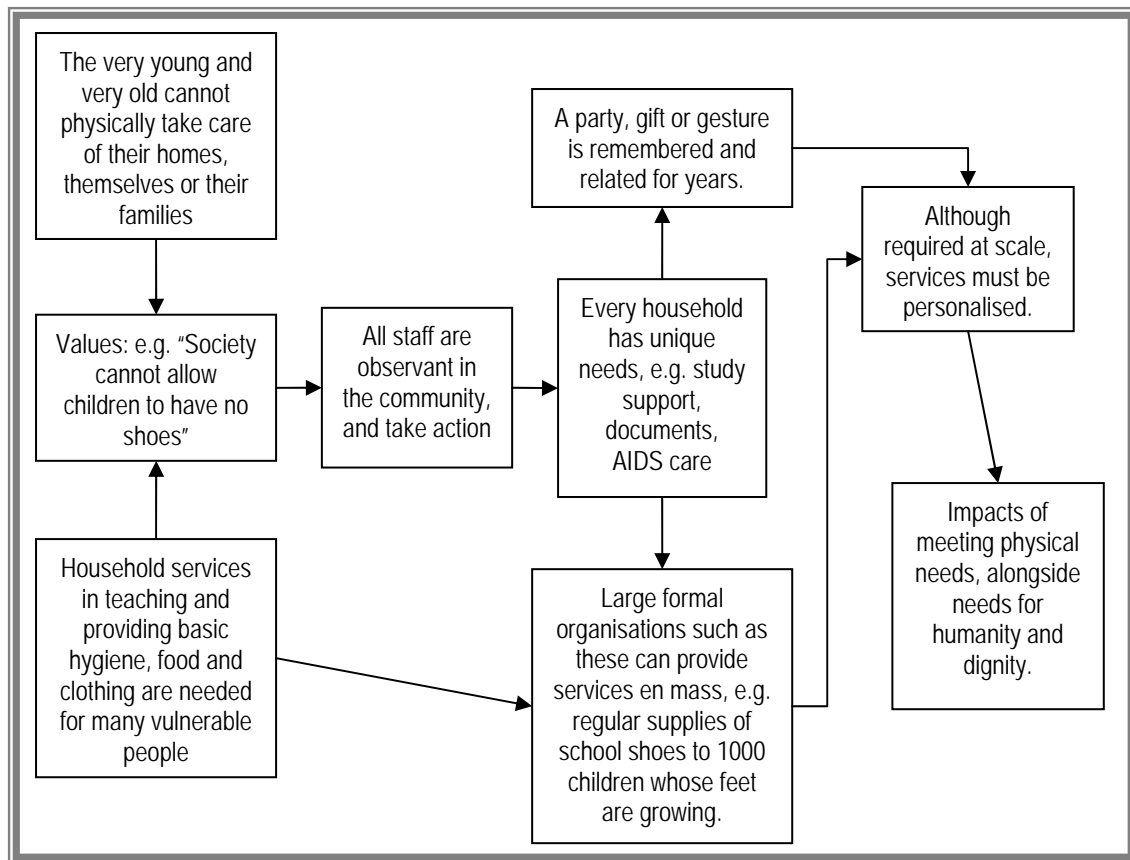 The very young and
very old cannot
physically take care
of their homes,
themselves or their
families
Values: e.g. “Society
cannot allow
children to have no
shoes”
Household services
in teaching and
providing basic
hygiene, food and
clothing are needed
for many vulnerable
people
All staff are
observant in
the community,
and take action
A party, gift or gesture
is remembered and
related for years.
Every household
has unique
needs, e.g. study
support,
documents,
AIDS care
Large formal
organisations such as
these can provide
services en mass, e.g.
regular supplies of
school shoes to 1000
children whose feet
are growing.
Although
required at scale,
services must be
personalised.
Impacts of
meeting physical
needs, alongside
needs for
humanity and
dignity.